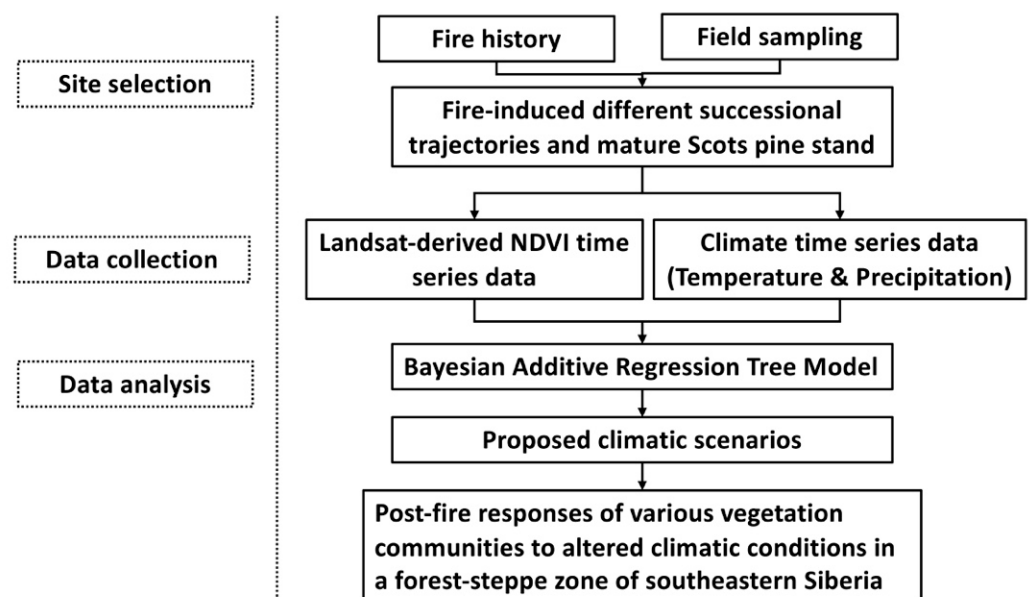 Fire history
Field sampling
Site selection
Fire-induced different successional
trajectories and mature Scots pine stand
Landsat-derived NDVI time
series data
Climate time series data
(Temperature & Precipitation)
Data collection
Bayesian Additive Regression Tree Model
Data analysis
Proposed climatic scenarios
Post-fire responses of various vegetation
communities to altered climatic conditions in
a forest-steppe zone of southeastern Siberia